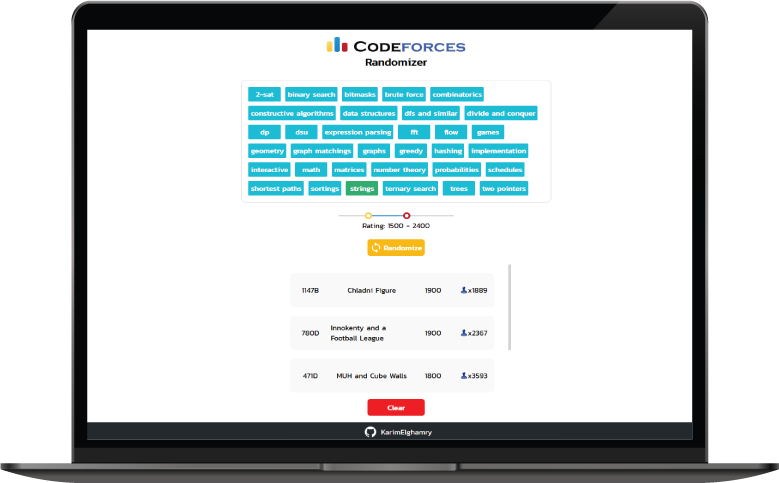 CODEFORCES
Randomizer
2-sat binary search bitmasks brute force combinatorics
constructive algorithms data structures dfs and similar divide and conquer
dp dsu expression parsing fft flow games
geometry graph matchings graphs greedy hashing implementation
interactive math matrices number theory probabilities schedules
shortest paths sortings strings ternary search trees two pointers
Rating: 1500 - 2400
Randomize
1147B Chladni Figure 1900 x1889
780D Innokenty and a Football League 1900 x2367
471D MUH and Cube Walls 1800 x3593
Clear
KarimElghamry